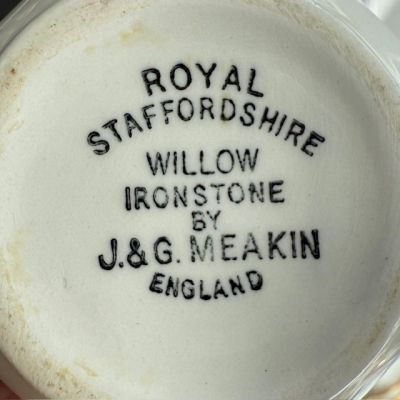 ROYAL
STAFFORDSHIRE
WILLOW
IRONSTONE
BY
J.&G. MEAKIN
ENGLAND